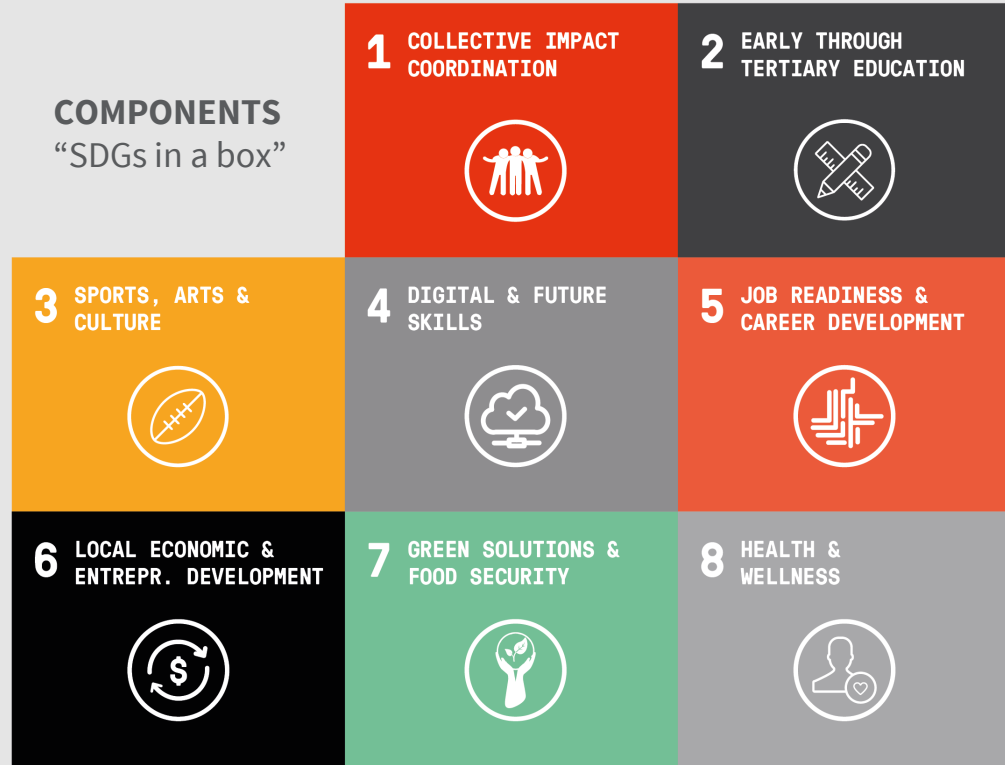 COMPONENTS
“SDGs in a box”
1 COLLECTIVE IMPACT
COORDINATION
2 EARLY THROUGH
TERTIARY EDUCATION
3 SPORTS, ARTS &
CULTURE
4 DIGITAL & FUTURE
SKILLS
5 JOB READINESS &
CAREER DEVELOPMENT
6 LOCAL ECONOMIC &
ENTREPR. DEVELOPMENT
$
7 GREEN SOLUTIONS &
FOOD SECURITY
8 HEALTH &
WELLNESS